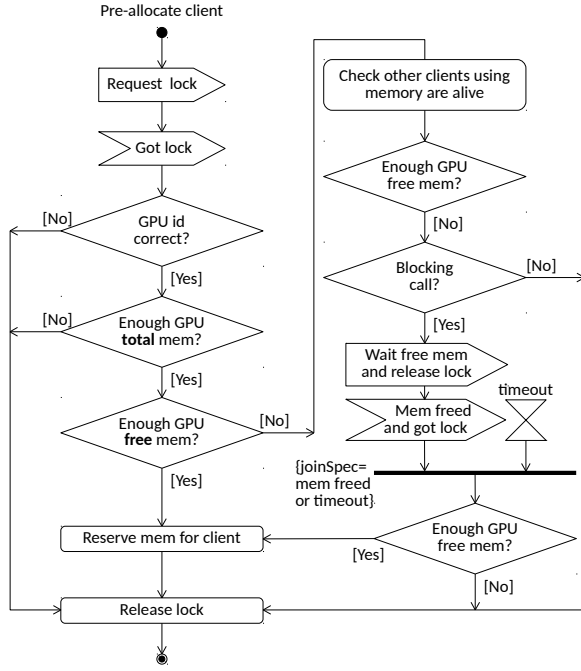 Pre-allocate client
Request lock
Got lock
[No]
GPU id
correct?
[Yes]
[No]
Enough GPU
total mem?
[Yes]
Enough GPU
free mem?
[No]
[Yes]
Reserve mem for client
Release lock
Check other clients using
memory are alive
Enough GPU
free mem?
[No]
Blocking
call?
[No]
[Yes]
Wait free mem
and release lock
timeout
Mem freed
and got lock
{joinSpec=
mem freed
or timeout}
Enough GPU
free mem?
[Yes]
[No]